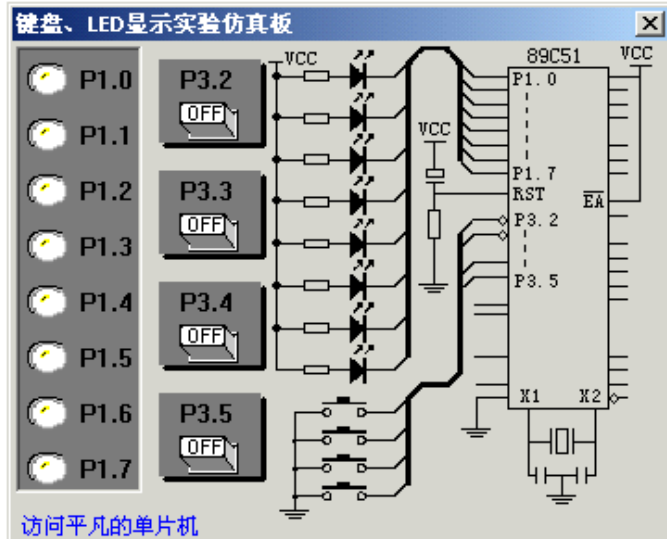 键盘、LED显示实验仿真板
P1.0
P1.1
P1.2
P1.3
P1.4
P1.5
P1.6
P1.7
P3.2
OFF
P3.3
OFF
P3.4
OFF
P3.5
OFF
VCC
VCC
89C51
VCC
P1.0
P1.7
RST
EA
P3.2
P3.5
X1
X2
访问平凡的单片机